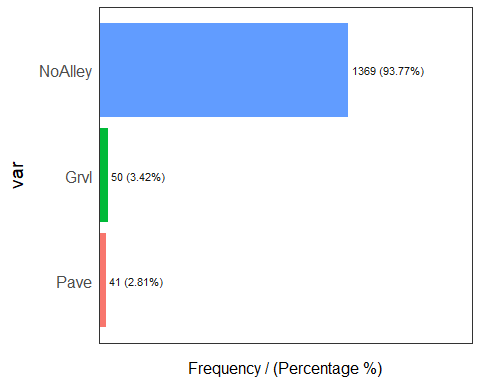 NoAlley
1369 (93.77%)
Grvl
50 (3.42%)
Pave
41 (2.81%)
var
Frequency / (Percentage %)